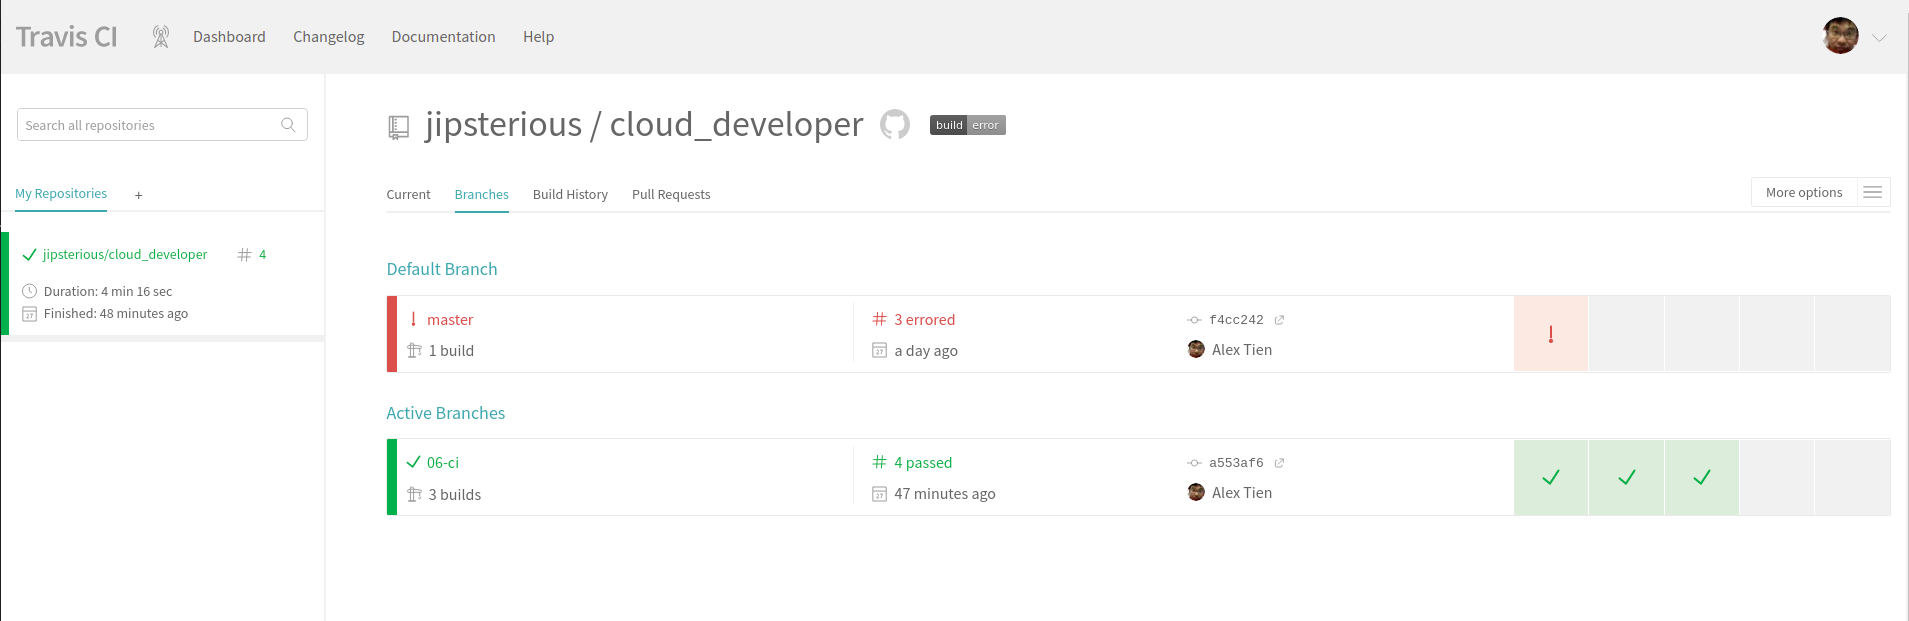 Travis CI Dashboard Changelog Documentation Help
Search all repositories
My Repositories +
jipsterious/cloud_developer # 4
Duration: 4 min 16 sec
Finished: 48 minutes ago
jipsterious / cloud_developer build error
Current Branches Build History Pull Requests More options
Default Branch
! master # 3 errored f4cc242 !
1 build 27 a day ago Alex Tien
Active Branches
06-ci # 4 passed a553af6
3 builds 27 47 minutes ago Alex Tien